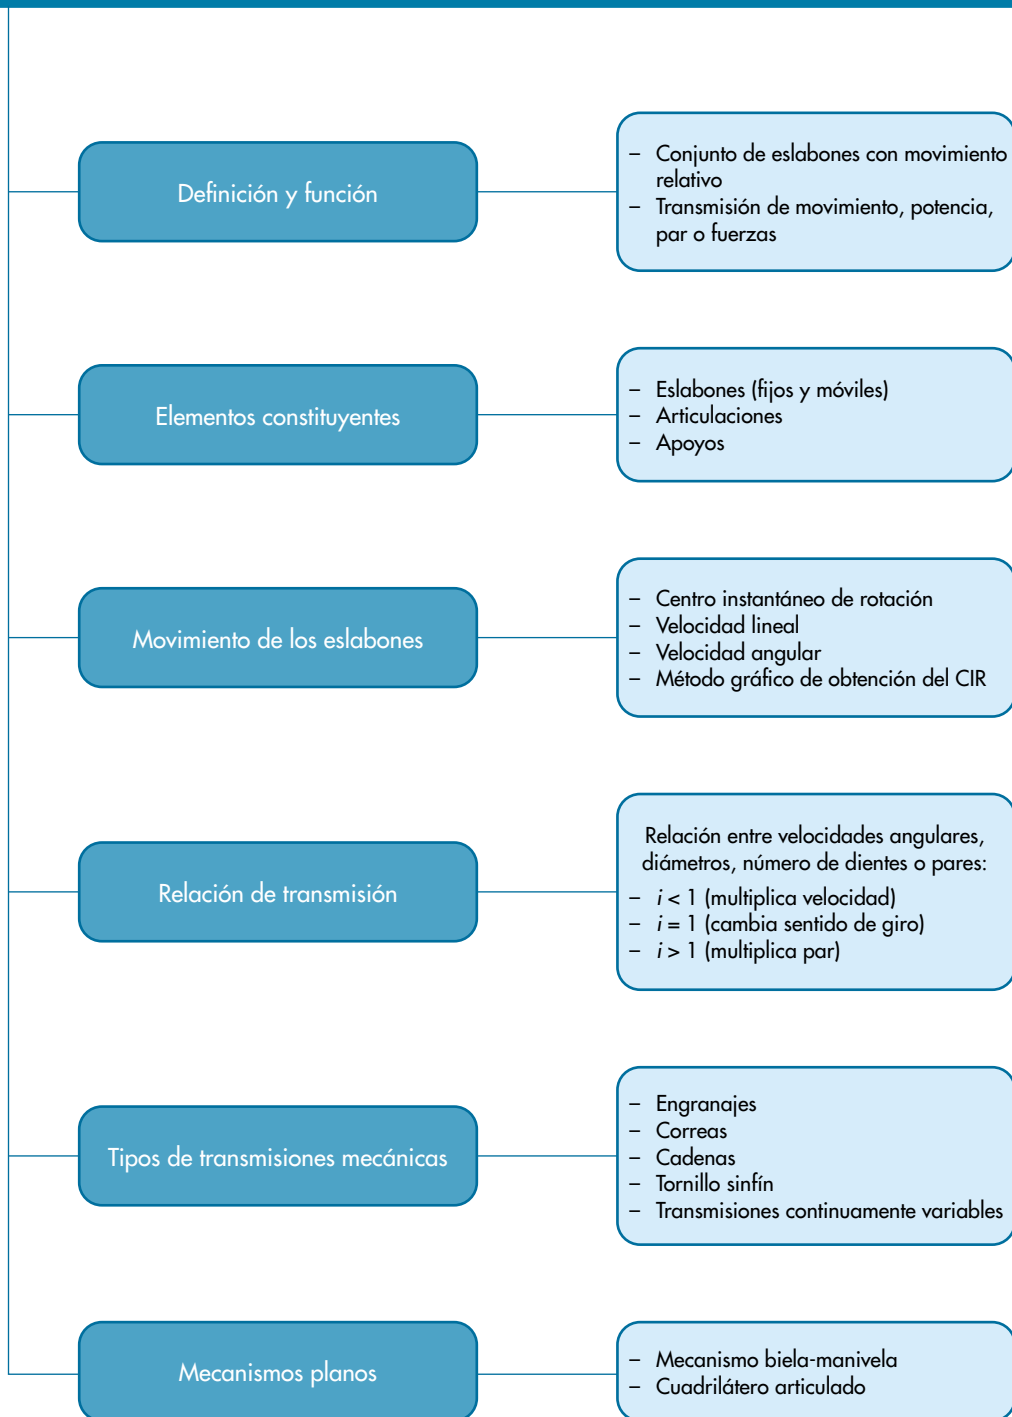 Definición y función
– Conjunto de eslabones con movimiento
relativo
– Transmisión de movimiento, potencia,
par o fuerzas
Elementos constituyentes
– Eslabones (fijos y móviles)
– Articulaciones
– Apoyos
Movimiento de los eslabones
– Centro instantáneo de rotación
– Velocidad lineal
– Velocidad angular
– Método gráfico de obtención del CIR
Relación de transmisión
Relación entre velocidades angulares,
diámetros, número de dientes o pares:
– i < 1 (multiplica velocidad)
– i = 1 (cambia sentido de giro)
– i > 1 (multiplica par)
Tipos de transmisiones mecánicas
– Engranajes
– Correas
– Cadenas
– Tornillo sinfín
– Transmisiones continuamente variables
Mecanismos planos
– Mecanismo biela-manivela
– Cuadrilátero articulado